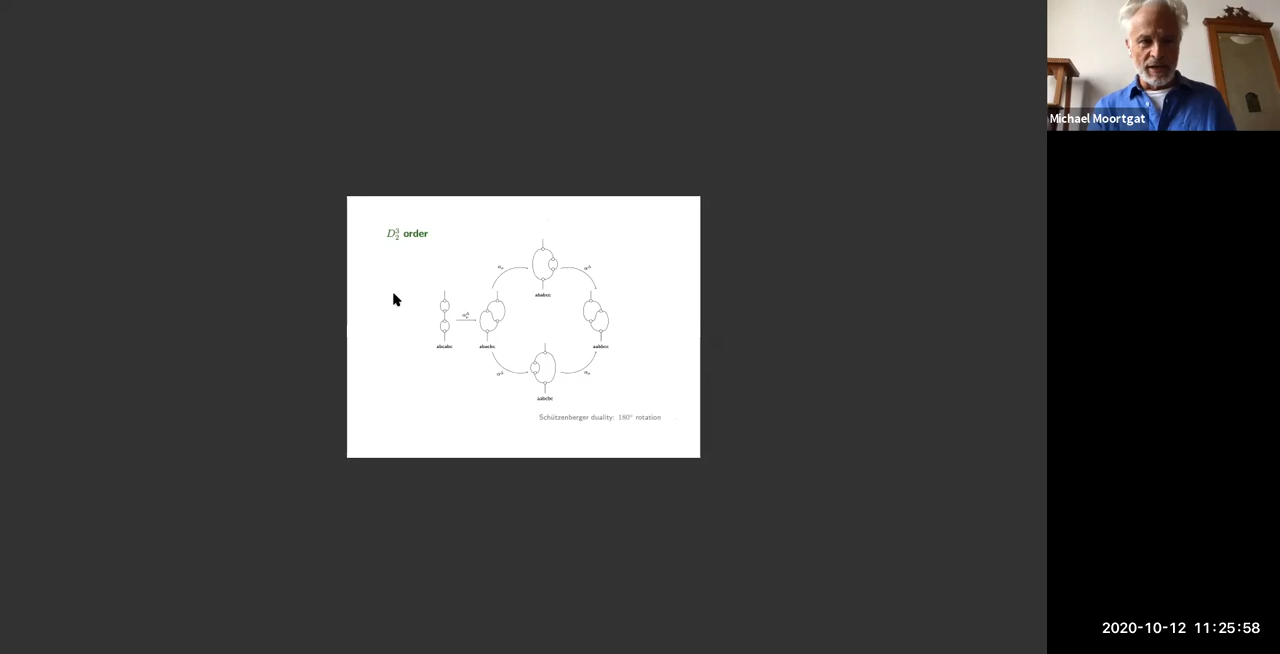 Michael Moortgat
D₂³ order
ababcc
abcabc
abacbc
aabbcc
aabcbc
Schützenberger duality: 180° rotation
2020-10-12 11:25:58